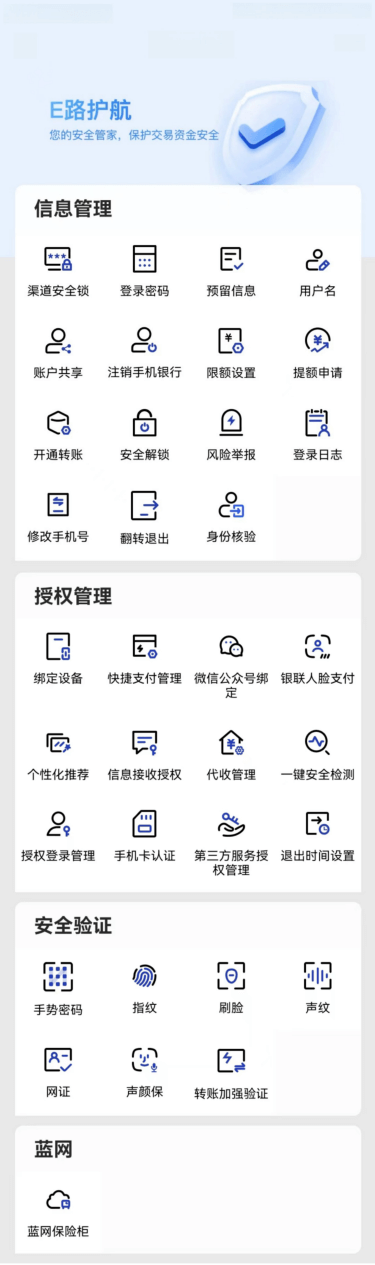 E路护航
您的安全管家，保护交易资金安全
信息管理
渠道安全锁 登录密码 预留信息 用户名
账户共享 注销手机银行 限额设置 提额申请
开通转账 安全解锁 风险举报 登录日志
修改手机号 翻转退出 身份核验
授权管理
绑定设备 快捷支付管理 微信公众号绑定 银联人脸支付
个性化推荐 信息接收授权 代收管理 一键安全检测
授权登录管理 手机卡认证 第三方服务授权管理 退出时间设置
安全验证
手势密码 指纹 刷脸 声纹
网证 声颜保 转账加强验证
蓝网
蓝网保险柜